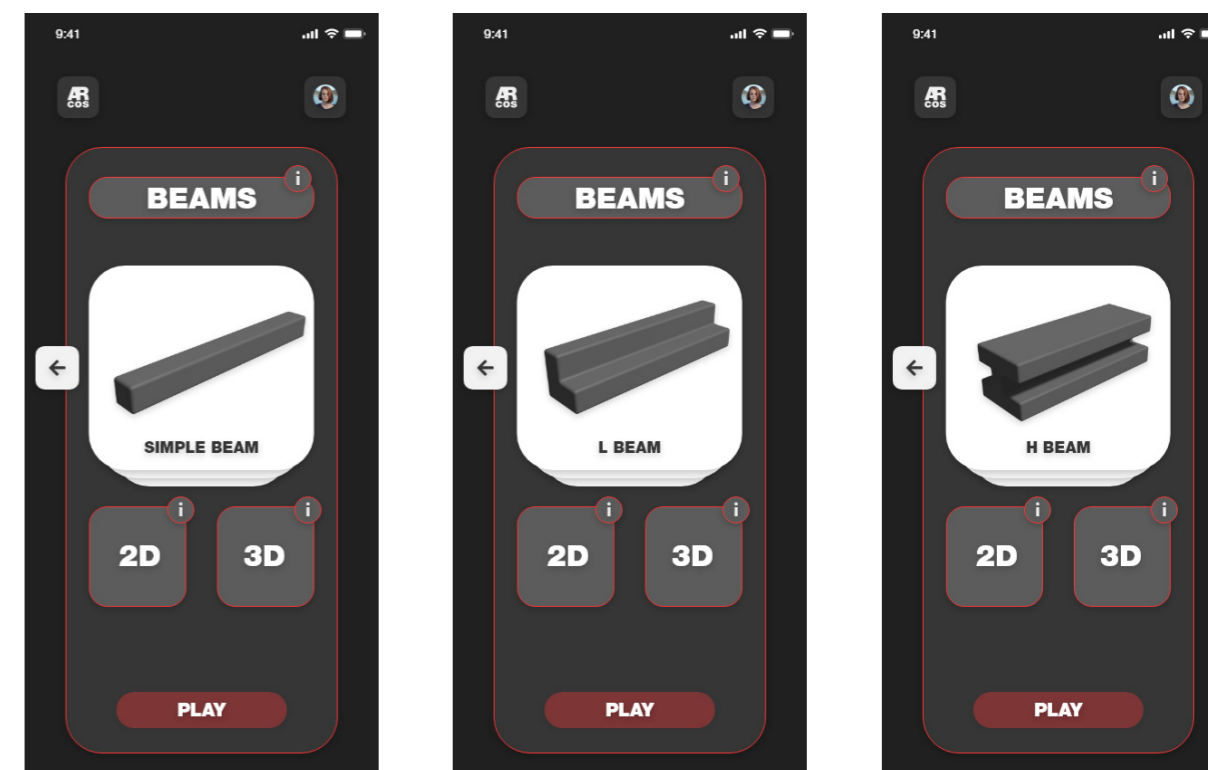 9:41
AR
COS
i
BEAMS
SIMPLE BEAM
i
i
2D
3D
PLAY
9:41
AR
COS
i
BEAMS
L BEAM
i
i
2D
3D
PLAY
9:41
AR
COS
i
BEAMS
H BEAM
i
i
2D
3D
PLAY